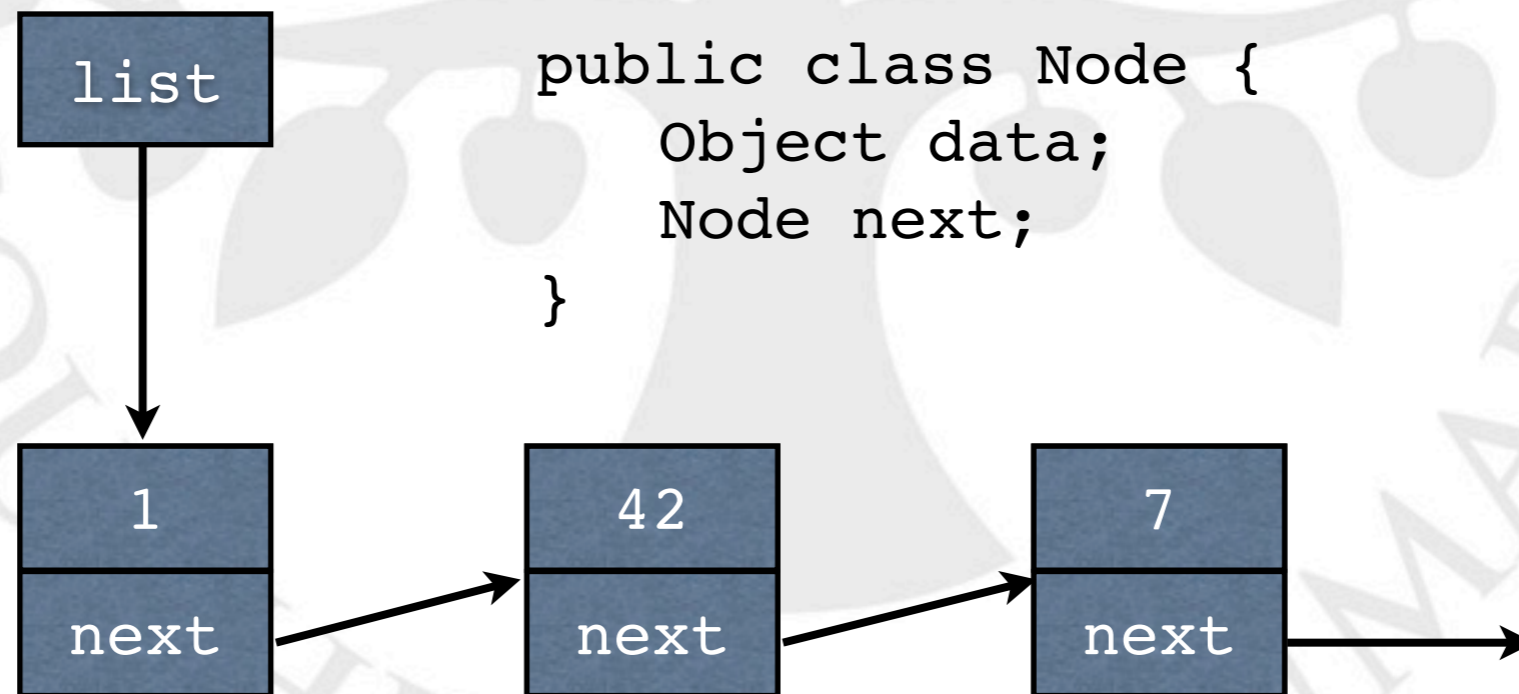 list
public class Node {
Object data;
Node next;
}
1
42
7
next
next
next